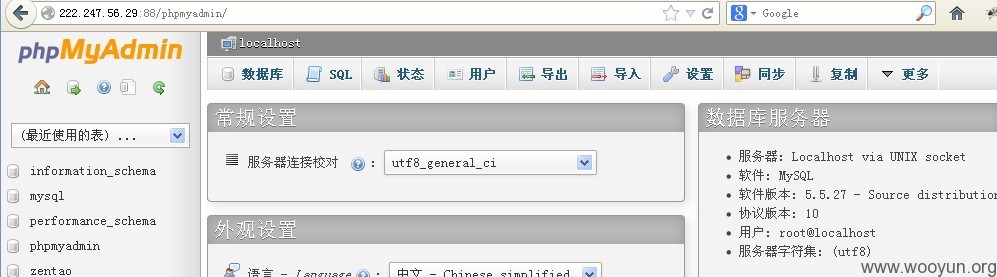 222.247.56.29:88/phpmyadmin/
Google
phpMyAdmin
localhost
数据库 SQL 状态 用户 导出 导入 设置 同步 复制 更多
(最近使用的表) ...
information_schema
mysql
performance_schema
phpmyadmin
zentao
常规设置
服务器连接校对 : utf8_general_ci
外观设置
语言 - Language : 中文 - Chinese simplified
数据库服务器
服务器: Localhost via UNIX socket
软件: MySQL
软件版本: 5.5.27 - Source distribution
协议版本: 10
用户: root@localhost
服务器字符集: (utf8)
www.wooyun.org